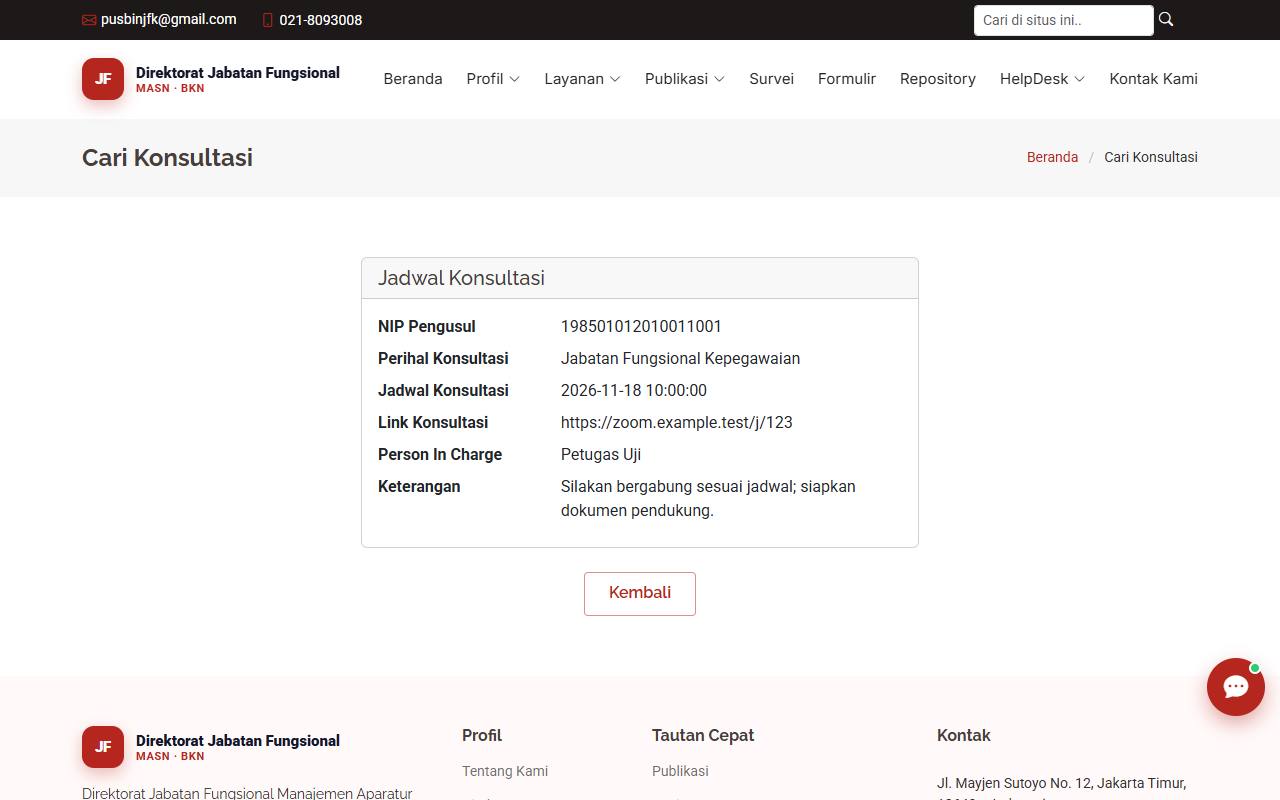 pusbinjfk@gmail.com 021-8093008 Cari di situs ini..
JF Direktorat Jabatan Fungsional
MASN · BKN
Beranda Profil Layanan Publikasi Survei Formulir Repository HelpDesk Kontak Kami
Cari Konsultasi
Beranda / Cari Konsultasi
Jadwal Konsultasi
NIP Pengusul 198501012010011001
Perihal Konsultasi Jabatan Fungsional Kepegawaian
Jadwal Konsultasi 2026-11-18 10:00:00
Link Konsultasi https://zoom.example.test/j/123
Person In Charge Petugas Uji
Keterangan Silakan bergabung sesuai jadwal; siapkan
dokumen pendukung.
Kembali
JF Direktorat Jabatan Fungsional
MASN · BKN
Direktorat Jabatan Fungsional Manajemen Aparatur
Profil
Tentang Kami
Tautan Cepat
Publikasi
Kontak
Jl. Mayjen Sutoyo No. 12, Jakarta Timur,